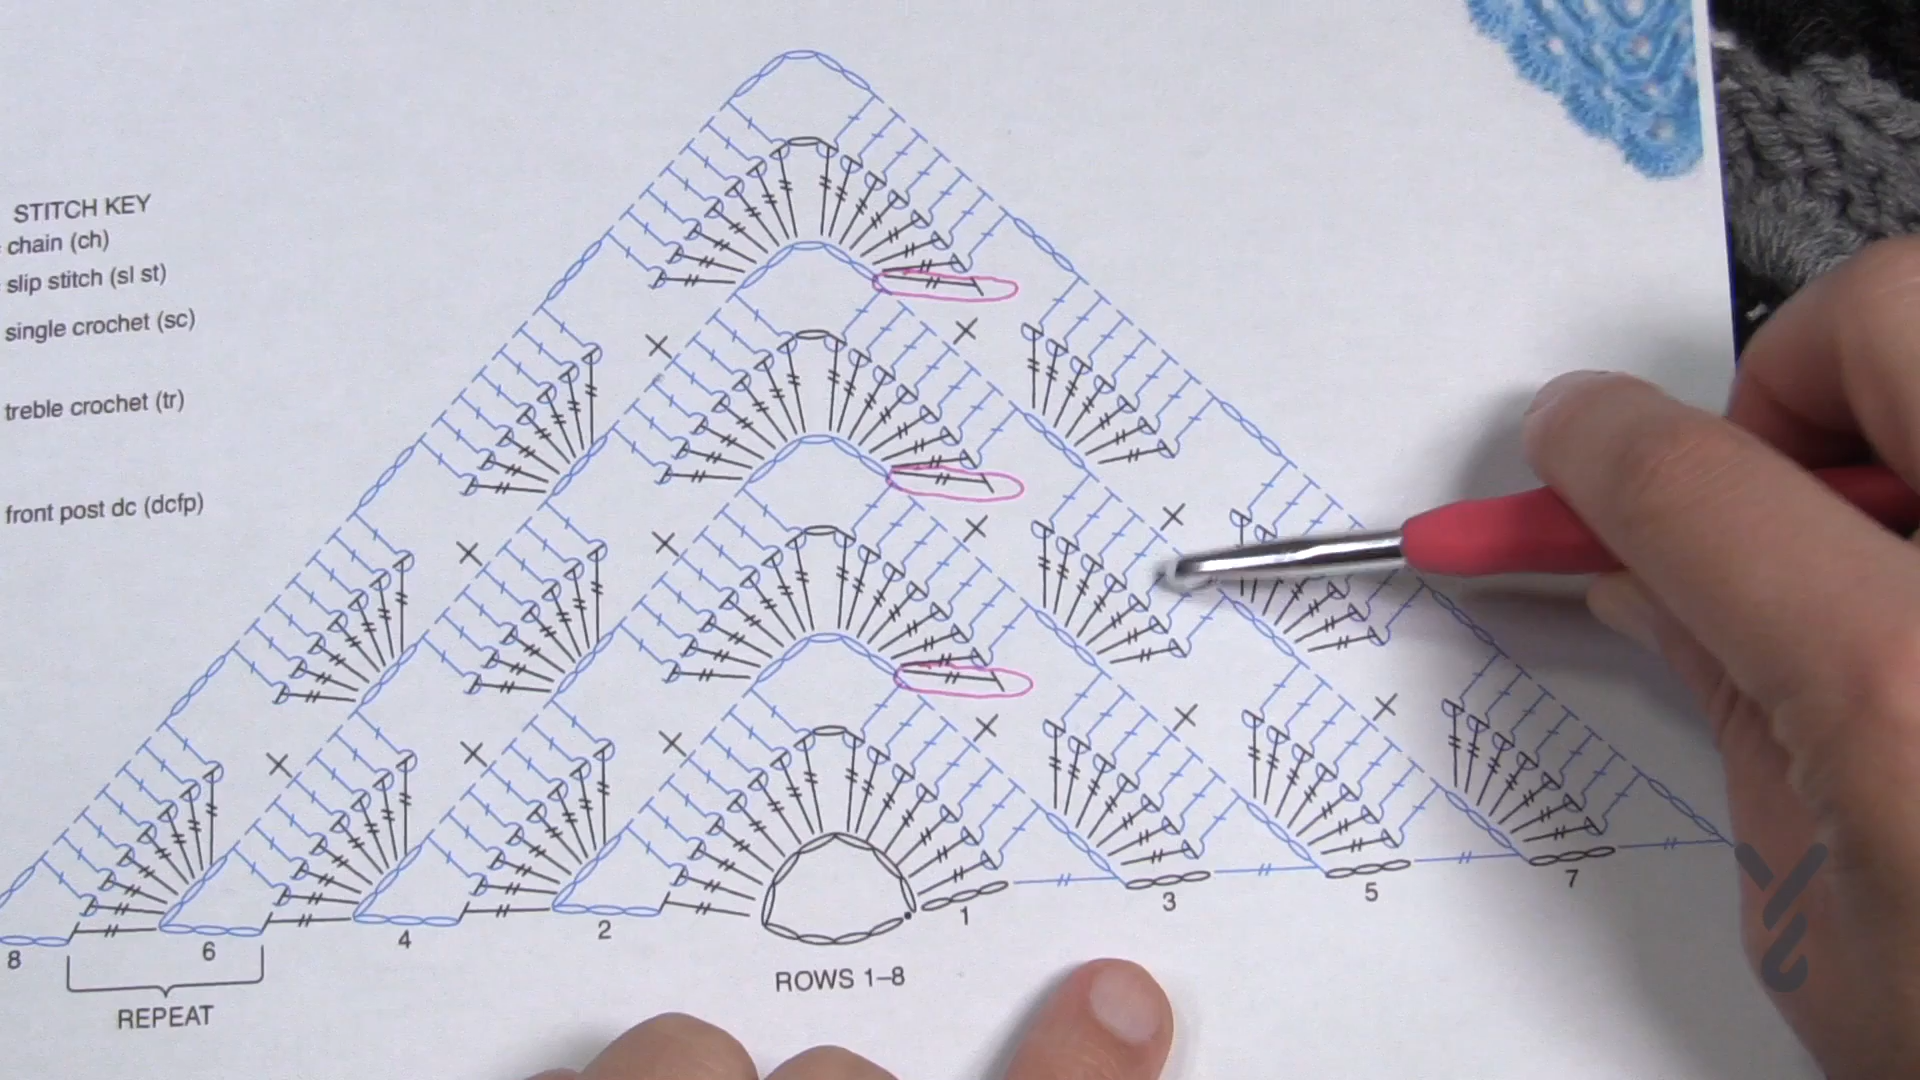 STITCH KEY
chain (ch)
slip stitch (sl st)
single crochet (sc)
treble crochet (tr)
front post dc (dcfp)
8
6
4
2
1
3
5
7
ROWS 1–8
REPEAT